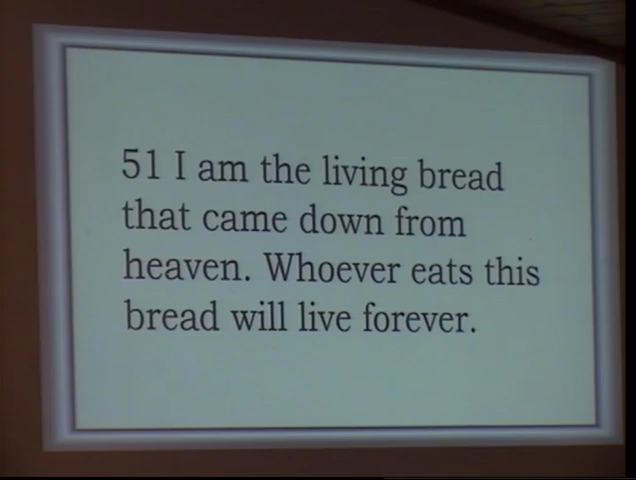 51 I am the living bread
that came down from
heaven. Whoever eats this
bread will live forever.